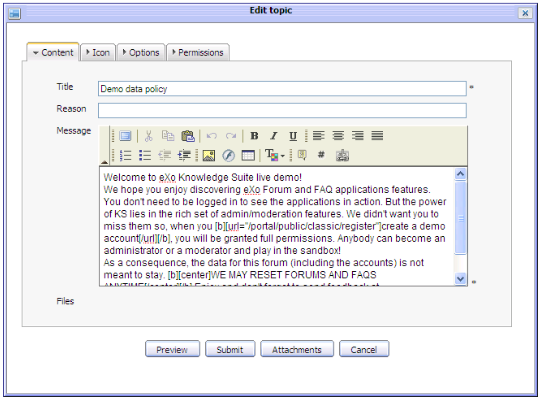 Edit topic
Content Icon Options Permissions
Title Demo data policy *
Reason
Message
B I U
T
#
Welcome to eXo Knowledge Suite live demo!
We hope you enjoy discovering eXo Forum and FAQ applications features.
You don't need to be logged in to see the applications in action. But the power
of KS lies in the rich set of admin/moderation features. We didn't want you to
miss them so, when you [b][url="/portal/public/classic/register"]create a demo
account[/url][/b], you will be granted full permissions. Anybody can become an
administrator or a moderator and play in the sandbox!
As a consequence, the data for this forum (including the accounts) is not
meant to stay. [b][center]WE MAY RESET FORUMS AND FAQS
*
Files
Preview Submit Attachments Cancel